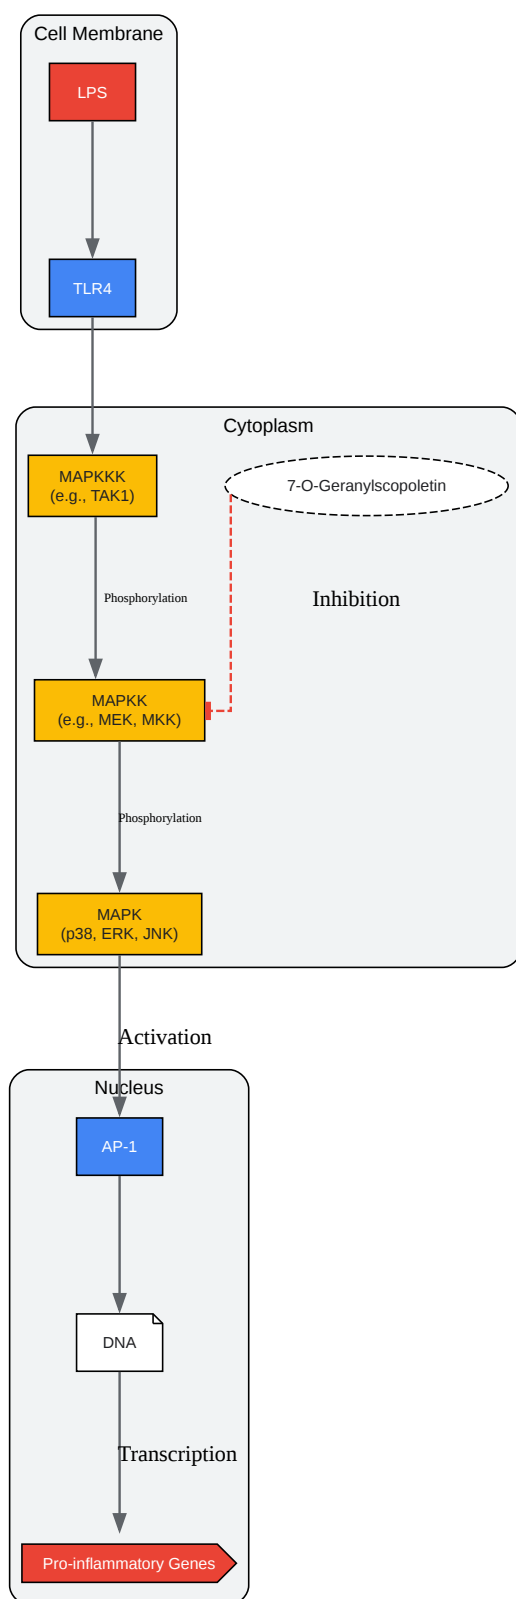 Cell Membrane
LPS
TLR4
Cytoplasm
MAPKKK
(e.g., TAK1)
7-O-Geranylscopoletin
Phosphorylation
Inhibition
MAPKK
(e.g., MEK, MKK)
Phosphorylation
MAPK
(p38, ERK, JNK)
Activation
Nucleus
AP-1
DNA
Transcription
Pro-inflammatory Genes